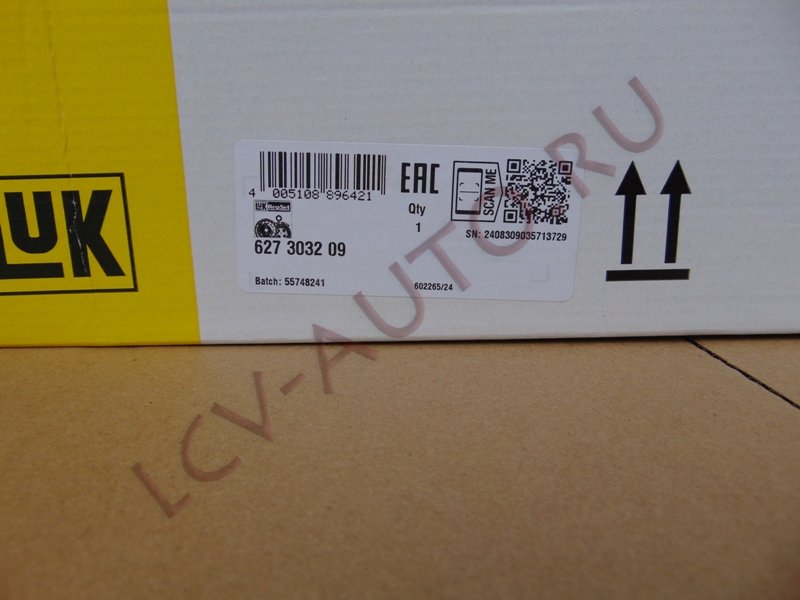 LUK
4 005108 896421
EAC
Qty
1
SCAN ME
LUK RepSet
SN: 2408309035713729
627 3032 09
Batch: 55748241
602265/24
LCV-AUTO.RU